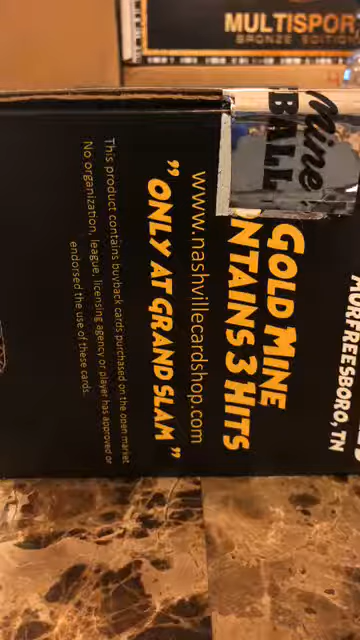 MULTISPOR
BRONZE EDITION
mine
BALL
MURFREESBORO, TN
GOLD MINE
NTAINS 3 HITS
www.nashvillecardshop.com
"ONLY AT GRAND SLAM"
This product contains buyback cards purchased on the open market
No organization, league, licensing agency or player has approved or
endorsed the use of these cards.